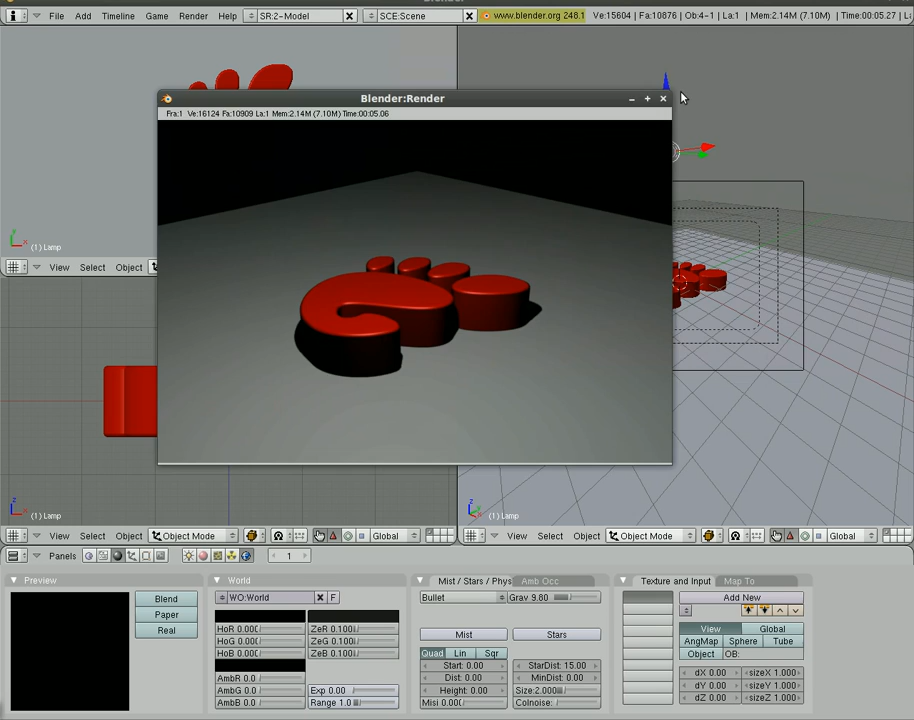 File Add Timeline Game Render Help SR:2-Model SCE:Scene www.blender.org 248.1 Ve:15604 | Fa:10876 | Ob:4-1 | La:1 | Mem:2.14M (7.10M) | Time:00:05.27 |
Blender:Render
Fra:1 Ve:16124 Fa:10909 La:1 Mem:2.14M (7.10M) Time:00:05.06
(1) Lamp
View Select Object
(1) Lamp
(1) Lamp
View Select Object Object Mode Global
View Select Object Object Mode Global
Panels 1
Preview
Blend
Paper
Real
World
WO:World F
HoR 0.000 ZeR 0.100
HoG 0.000 ZeG 0.100
HoB 0.000 ZeB 0.100
AmbR 0.0
AmbG 0.0 Exp 0.00
AmbB 0.0 Range 1.0
Mist / Stars / Phys Amb Occ
Bullet Grav 9.80
Mist Stars
Quad Lin Sqr
Start: 0.00 StarDist: 15.00
Dist: 0.00 MinDist: 0.00
Height: 0.00 Size:2.000
Misi 0.000 Colnoise:
Texture and Input Map To
Add New
View Global
AngMap Sphere Tube
Object OB:
dX 0.00 sizeX 1.000
dY 0.00 sizeY 1.000
dZ 0.00 sizeZ 1.000